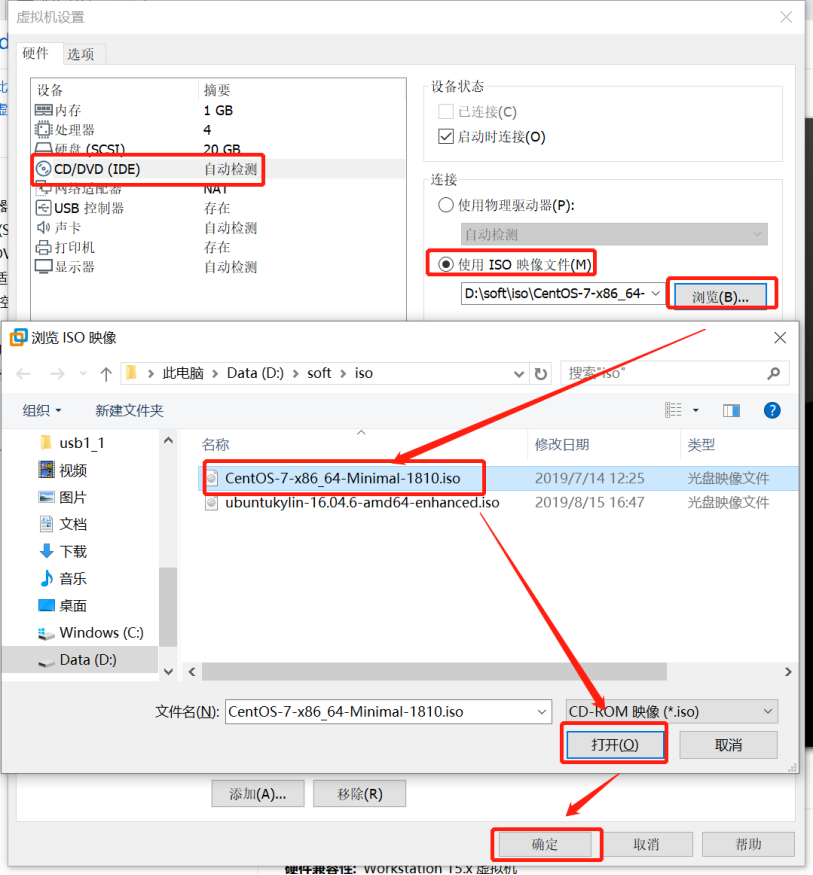 虚拟机设置
硬件 选项
设备 摘要
内存 1 GB
处理器 4
硬盘 (SCSI) 20 GB
CD/DVD (IDE) 自动检测
网络适配器 NAT
USB 控制器 存在
声卡 自动检测
打印机 存在
显示器 自动检测
设备状态
已连接(C)
启动时连接(O)
连接
使用物理驱动器(P):
自动检测
使用 ISO 映像文件(M)
D:\soft\iso\CentOS-7-x86_64- 浏览(B)...
浏览 ISO 映像
此电脑 Data (D:) soft iso 搜索"iso"
组织 新建文件夹
名称 修改日期 类型
CentOS-7-x86_64-Minimal-1810.iso 2019/7/14 12:25 光盘映像文件
ubuntukylin-16.04.6-amd64-enhanced.iso 2019/8/15 16:47 光盘映像文件
usb1_1
视频
图片
文档
下载
音乐
桌面
Windows (C:)
Data (D:)
文件名(N): CentOS-7-x86_64-Minimal-1810.iso CD-ROM 映像 (*.iso)
打开(O) 取消
添加(A)... 移除(R)
确定 取消 帮助
硬件兼容性: Workstation 15.x 虚拟机